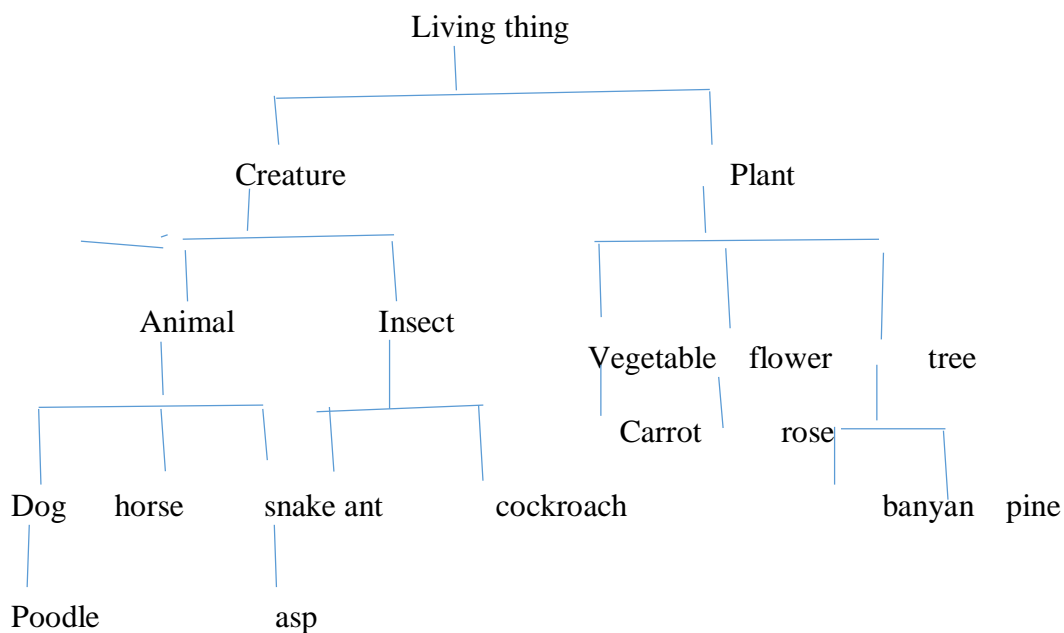 Living thing
Creature Plant
Animal Insect
Vegetable flower tree
Carrot rose
Dog horse snake ant cockroach banyan pine
Poodle asp